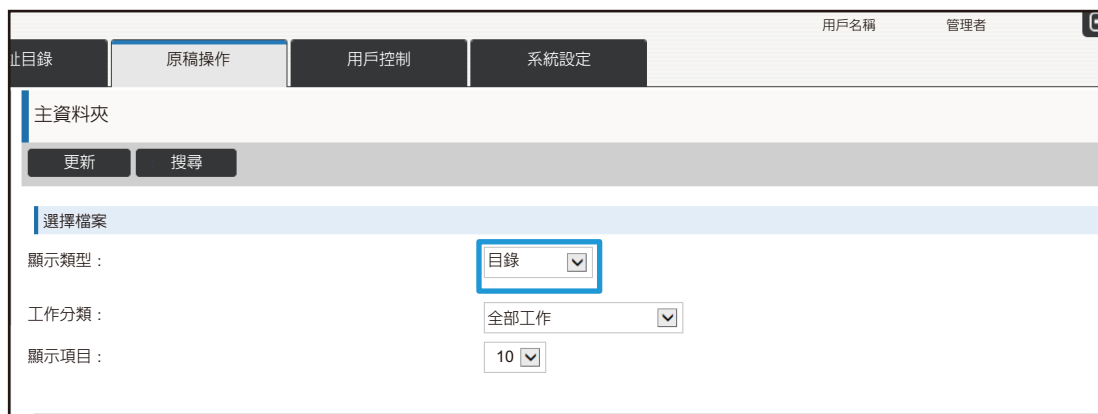 用戶名稱 管理者
址目錄 原稿操作 用戶控制 系統設定
主資料夾
更新 搜尋
選擇檔案
顯示類型： 目錄
工作分類： 全部工作
顯示項目： 10